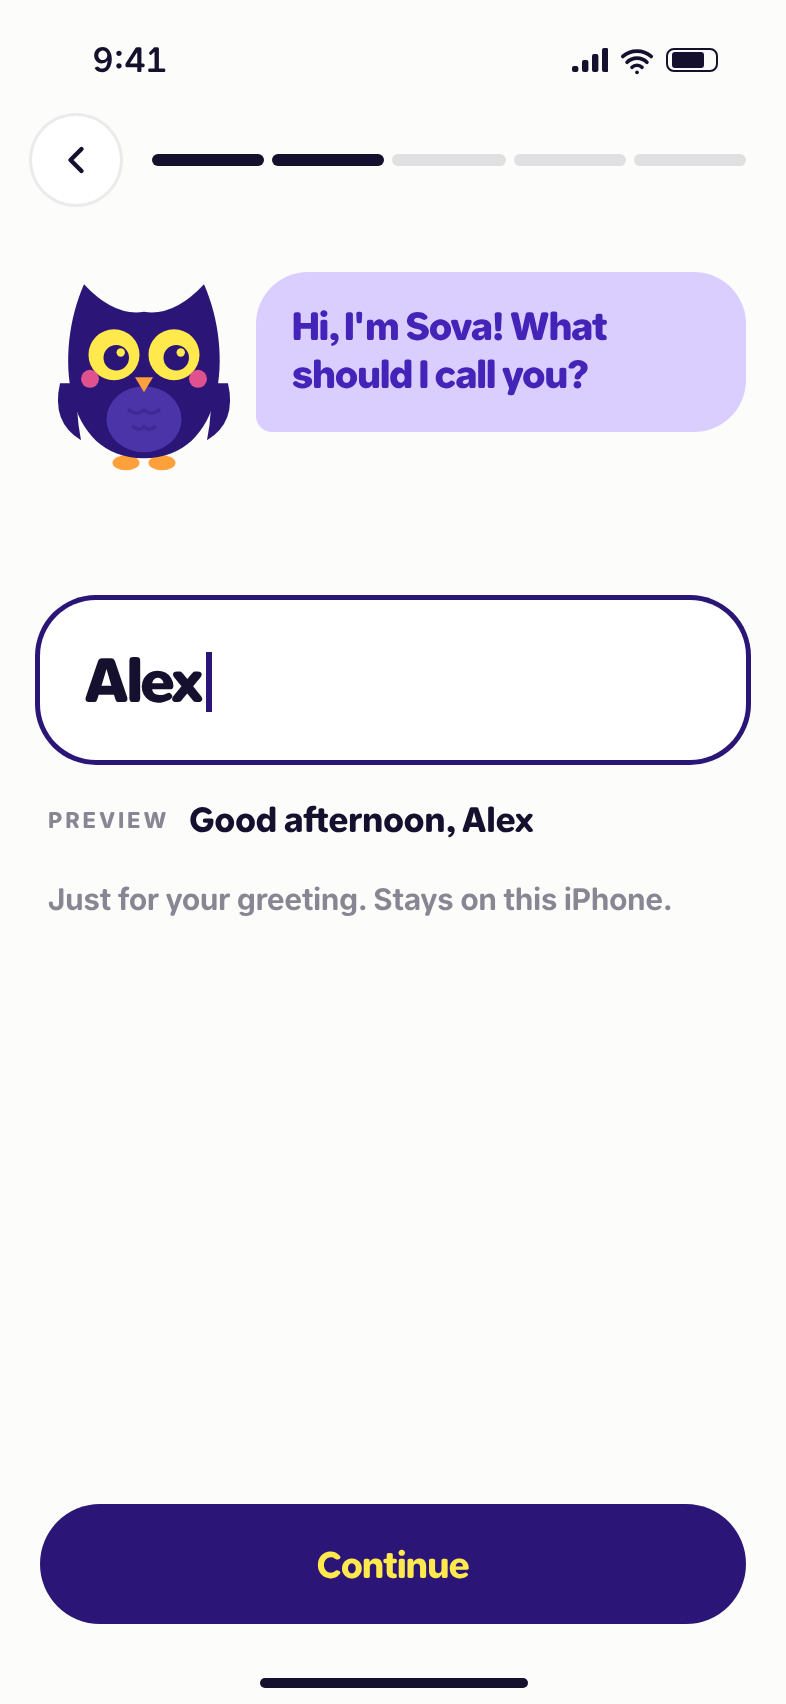 9:41
Hi, I'm Sova! What
should I call you?
Alex
PREVIEW Good afternoon, Alex
Just for your greeting. Stays on this iPhone.
Continue